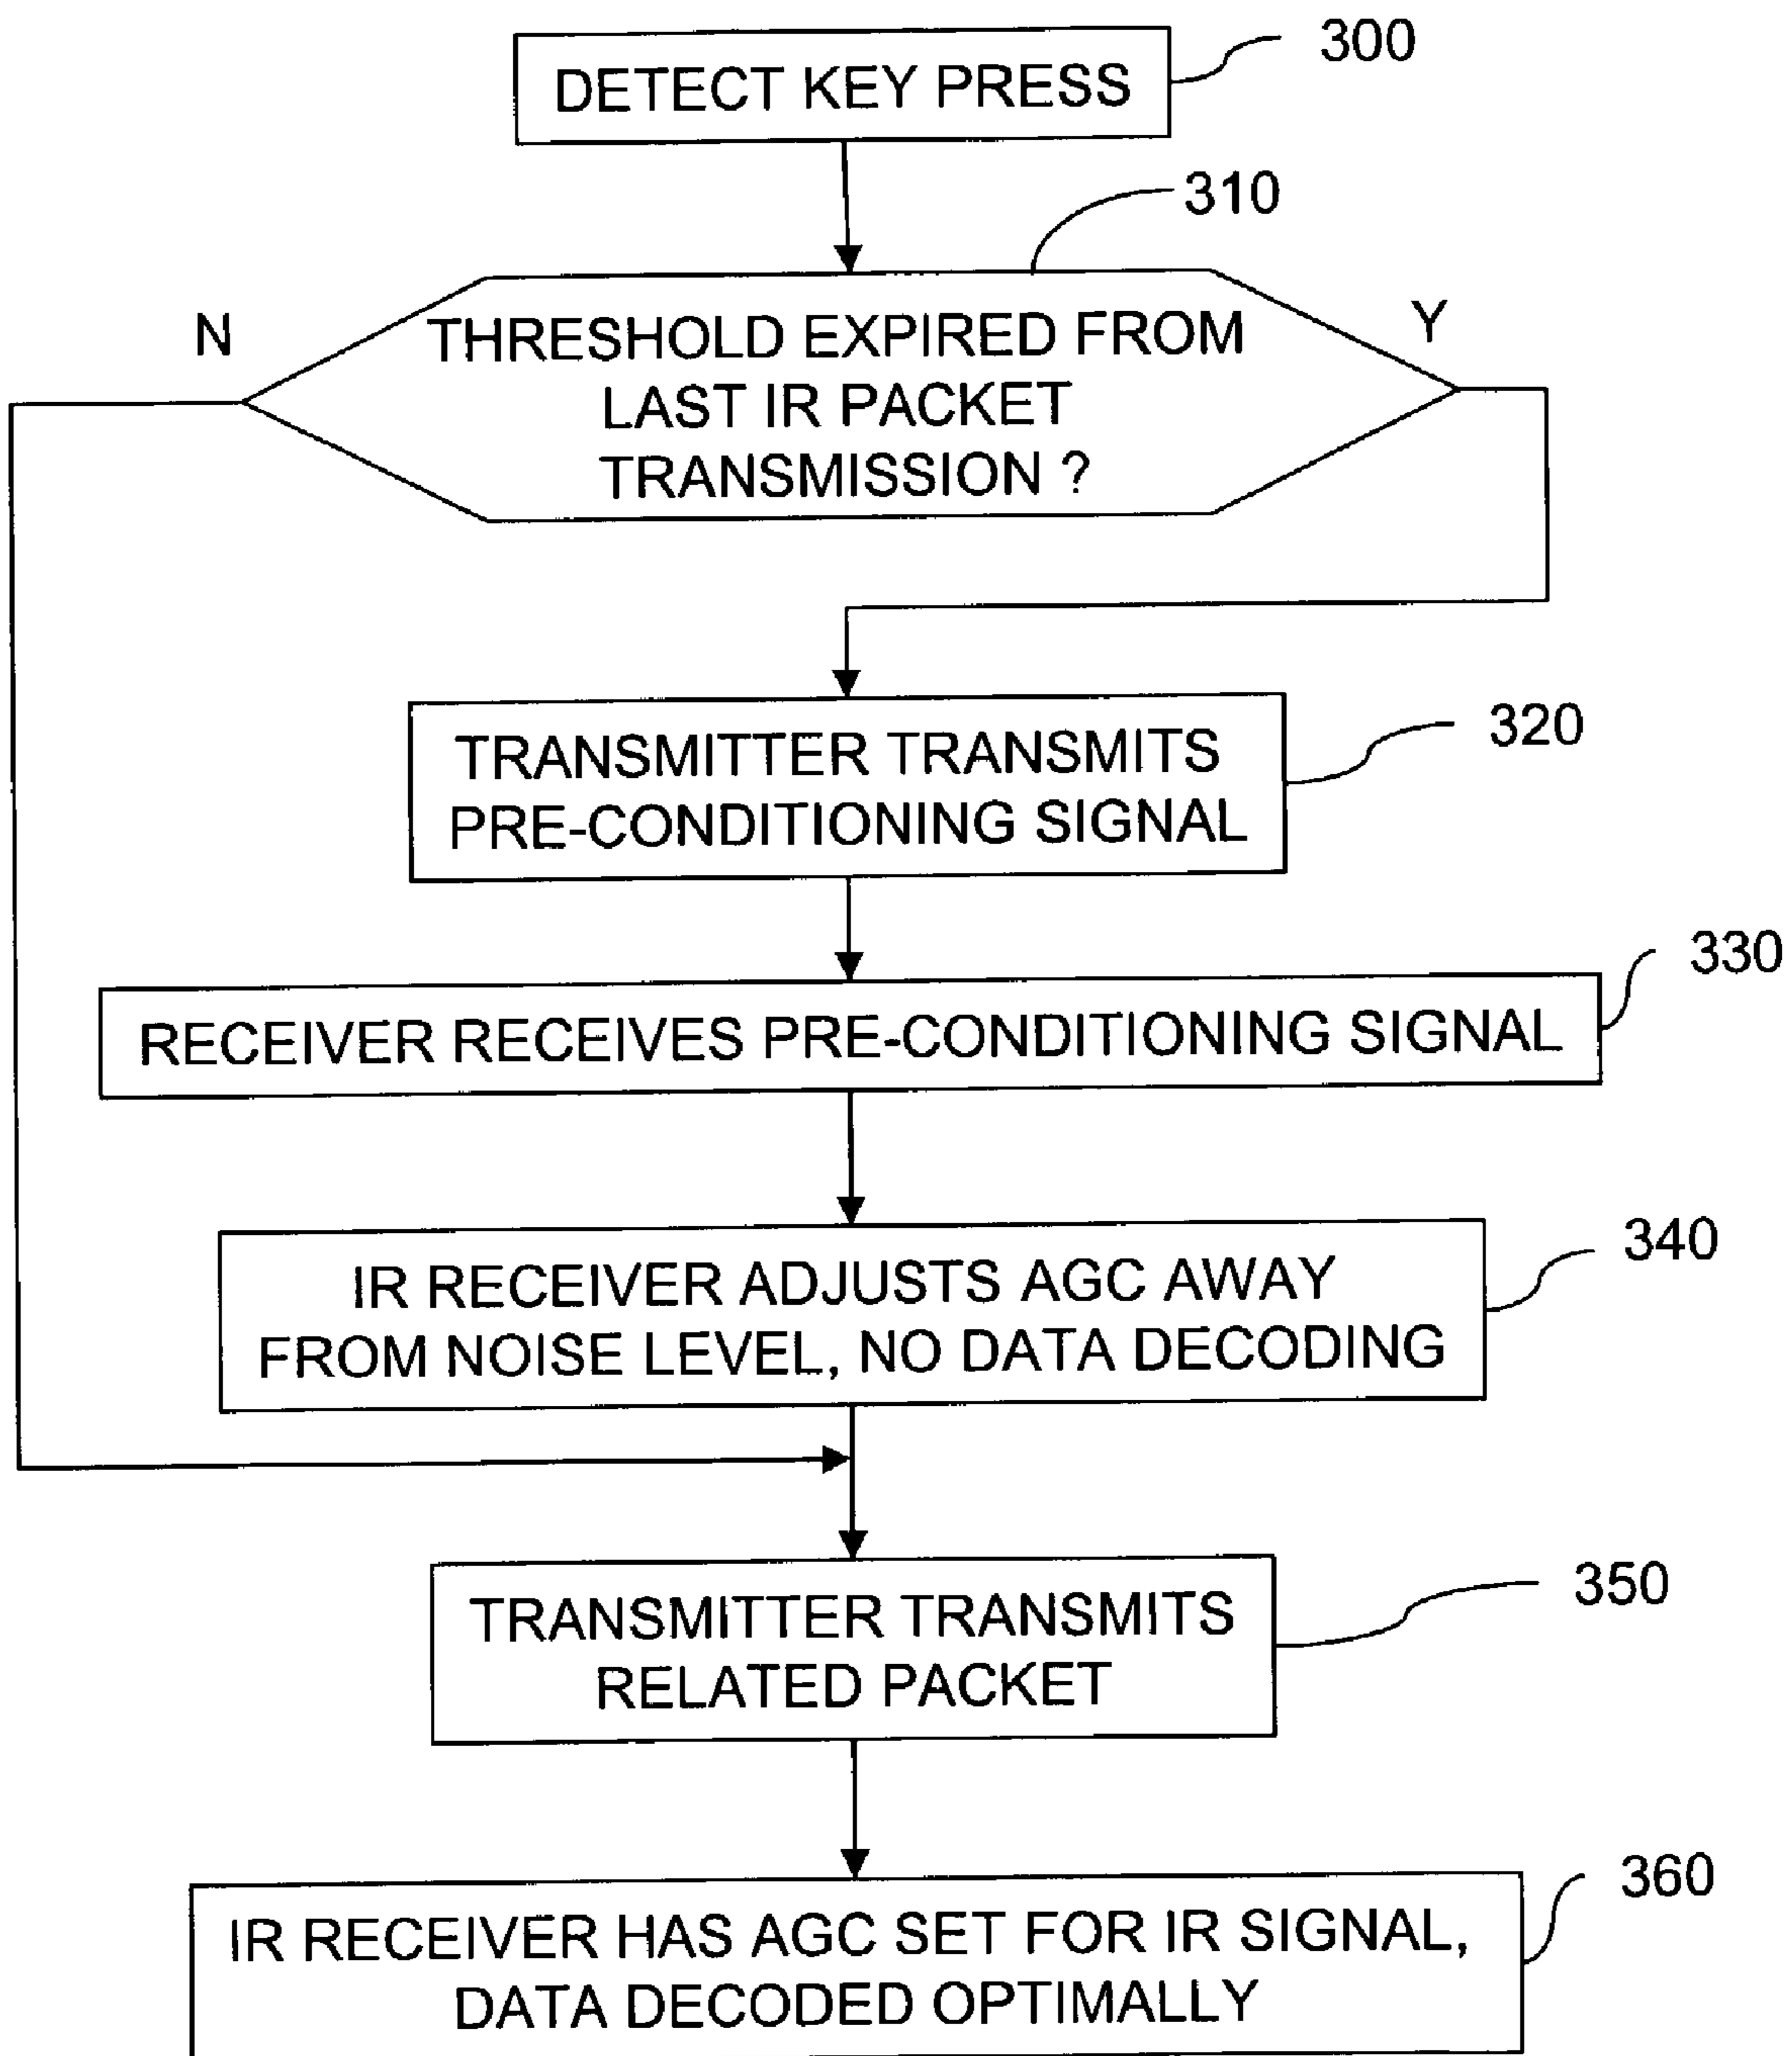 DETECT KEY PRESS
300
310
N
THRESHOLD EXPIRED FROM
LAST IR PACKET
TRANSMISSION ?
Y
TRANSMITTER TRANSMITS
PRE-CONDITIONING SIGNAL
320
RECEIVER RECEIVES PRE-CONDITIONING SIGNAL
330
IR RECEIVER ADJUSTS AGC AWAY
FROM NOISE LEVEL, NO DATA DECODING
340
TRANSMITTER TRANSMITS
RELATED PACKET
350
IR RECEIVER HAS AGC SET FOR IR SIGNAL,
DATA DECODED OPTIMALLY
360